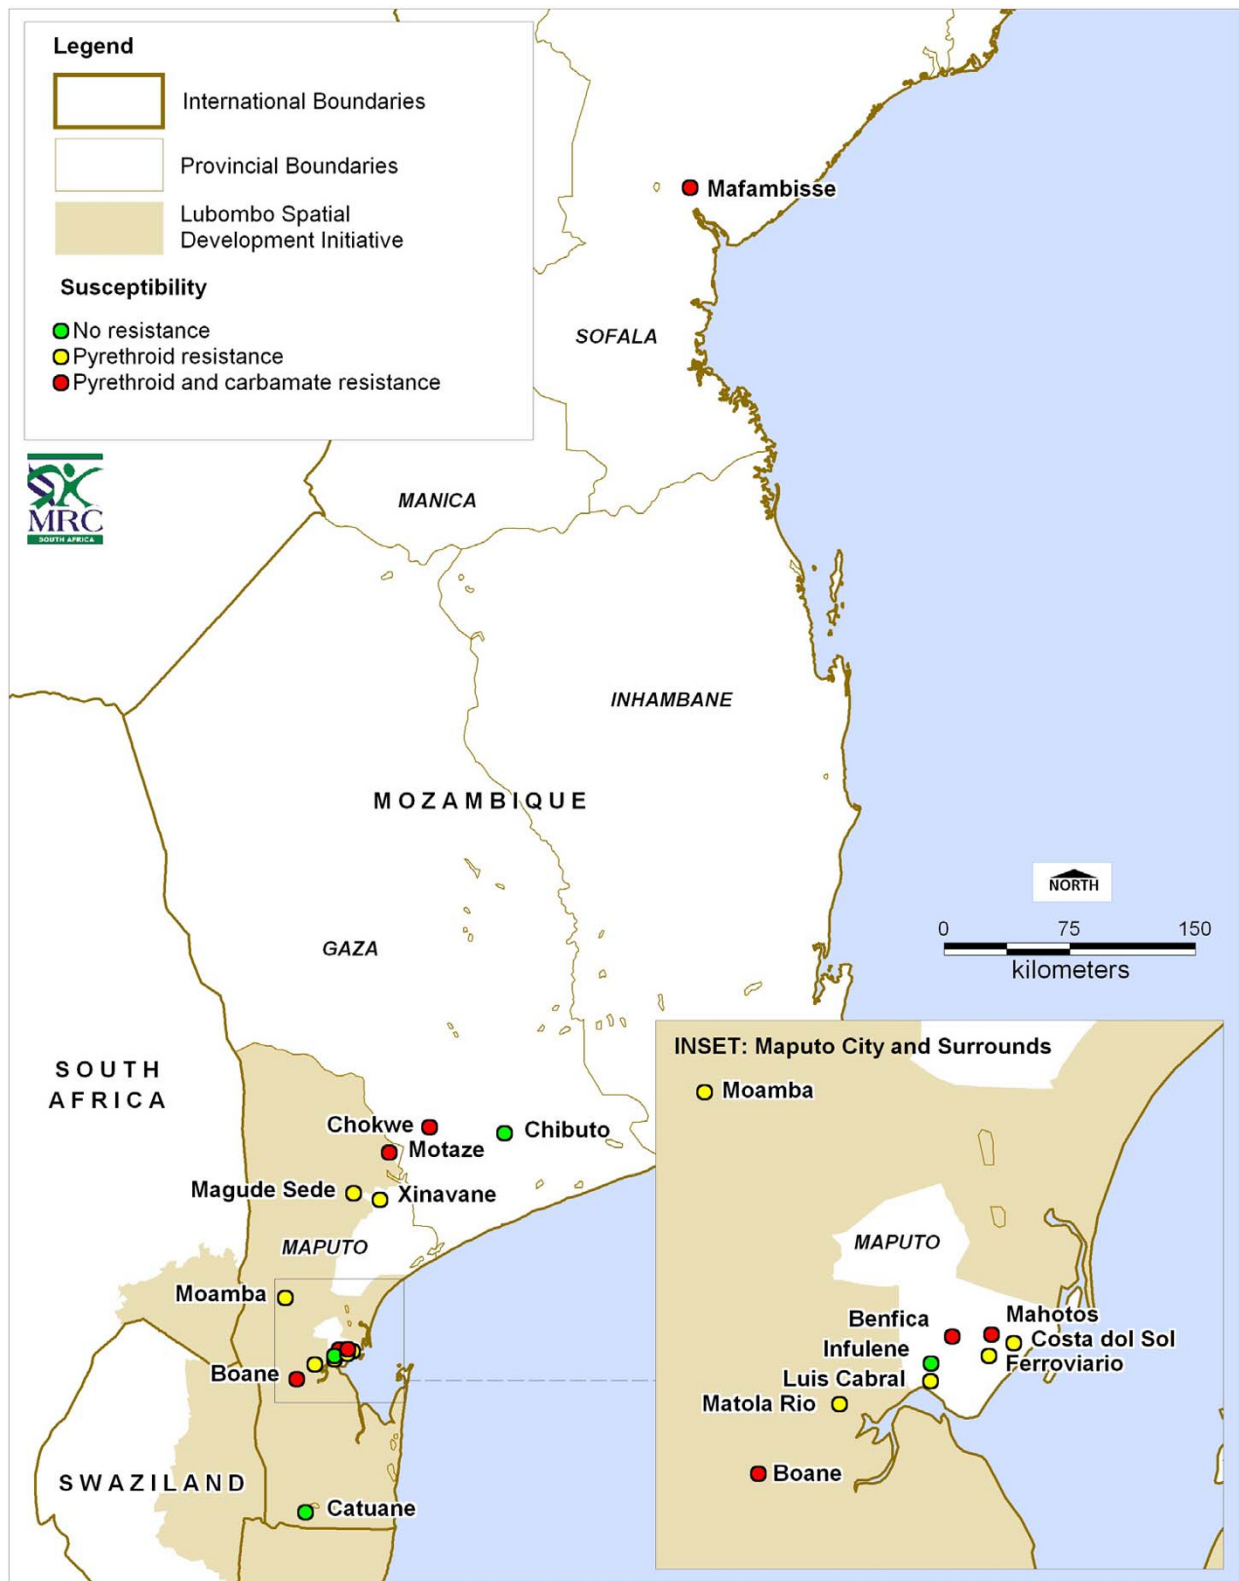 Legend
International Boundaries
Provincial Boundaries
Lubombo Spatial
Development Initiative
Susceptibility
No resistance
Pyrethroid resistance
Pyrethroid and carbamate resistance
MRC
SOUTH AFRICA
Mafambisse
SOFALA
MANICA
INHAMBANE
MOZAMBIQUE
GAZA
NORTH
0 75 150
kilometers
SOUTH
AFRICA
Chokwe
Chibuto
Motaze
Magude Sede
Xinavane
MAPUTO
Moamba
Boane
SWAZILAND
Catuane
INSET: Maputo City and Surrounds
Moamba
MAPUTO
Benfica
Mahotos
Infulene
Costa dol Sol
Ferroviario
Luis Cabral
Matola Rio
Boane